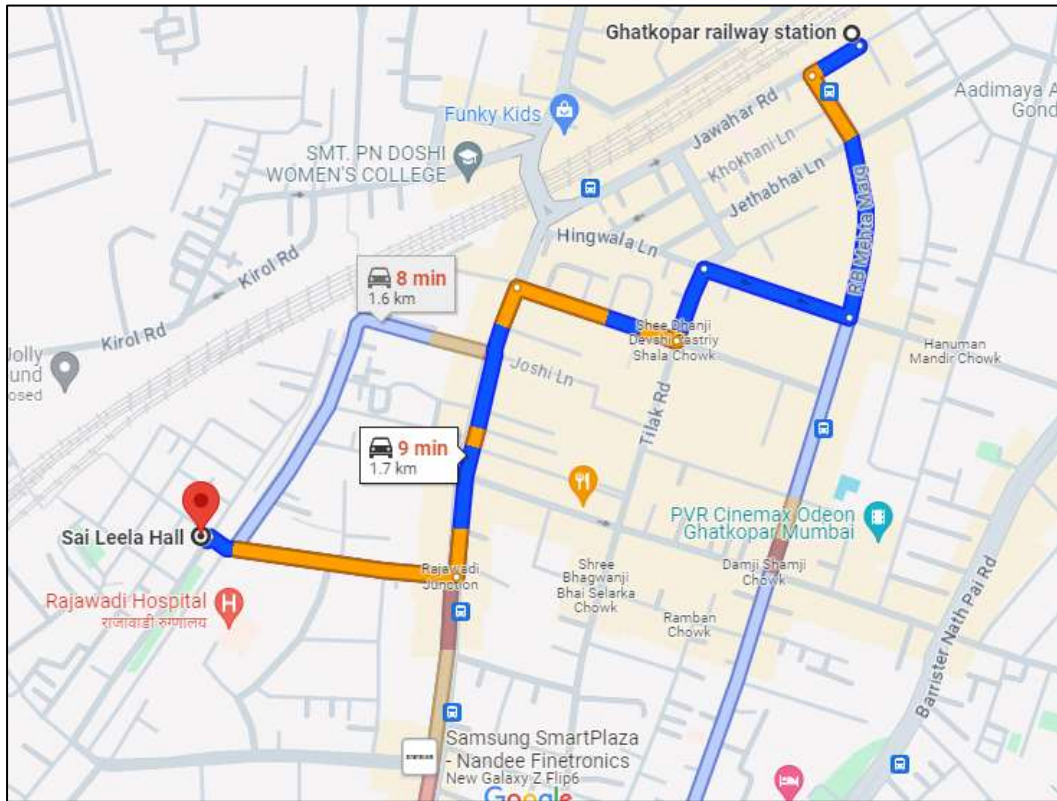 Ghatkopar railway station
Aadimaya A
Gond
Funky Kids
Jawahar Rd
Khokhani Ln
Jethabhai Ln
SMT. PN DOSHI
WOMEN'S COLLEGE
RB Mehta Marg
Hingwala Ln
Kirol Rd
8 min
1.6 km
Kirol Rd
Shee Dhanji
Devshi Rastriy
Shala Chowk
Hanuman
Mandir Chowk
Jolly
und
osed
Joshi Ln
Tilak Rd
9 min
1.7 km
PVR Cinemax Odeon
Ghatkopar Mumbai
Sai Leela Hall
Rajawadi
Junction
Shree
Bhagwanji
Bhai Selarka
Chowk
Damji Shamji
Chowk
Rajawadi Hospital
राजावाडी रुग्णालय
H
Ramban
Chowk
Barrister Nath Pai Rd
Samsung SmartPlaza
- Nandee Finetronics
New Galaxy Z Flip6
Google